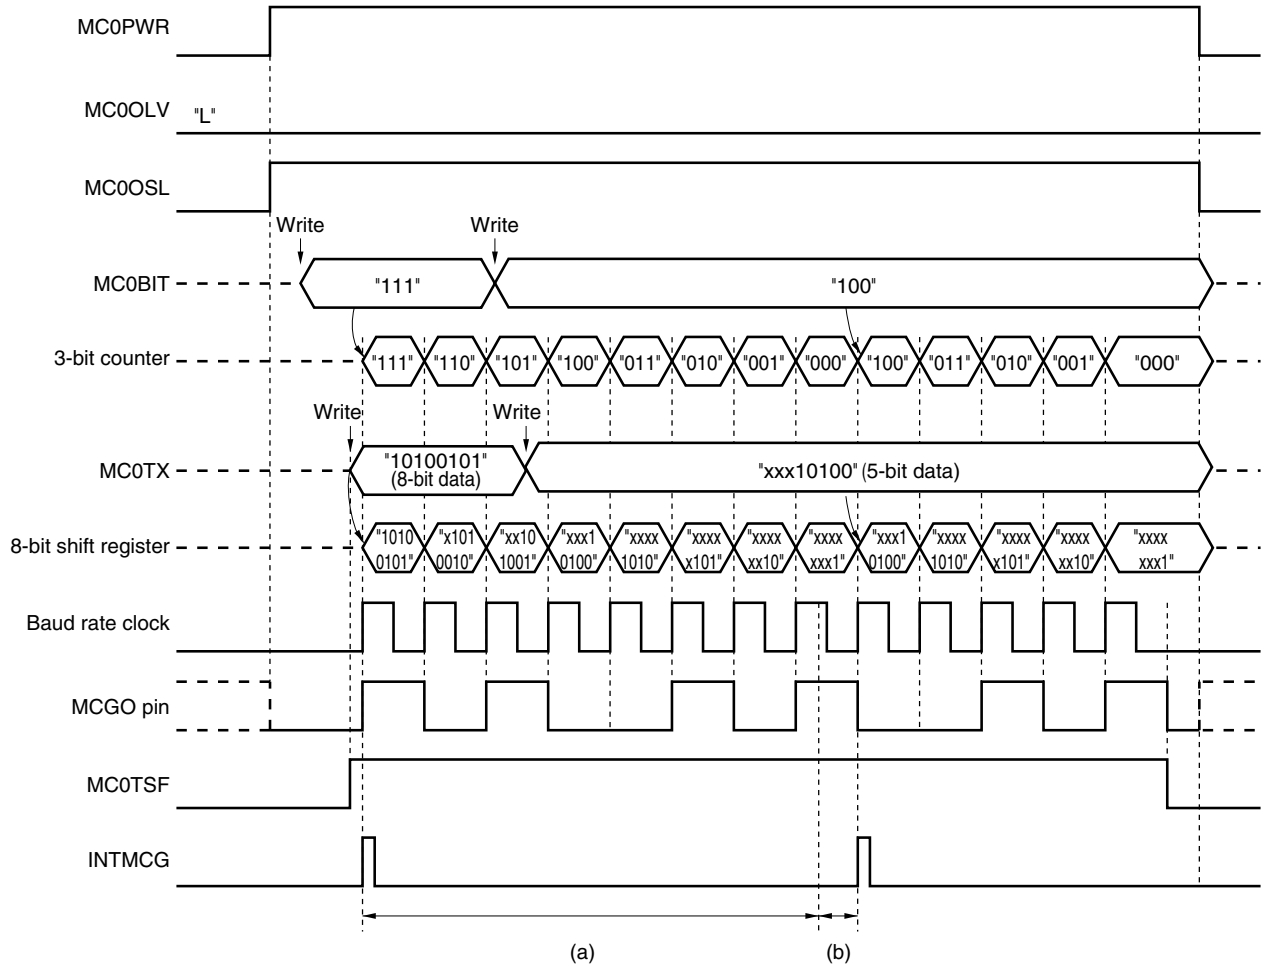 MC0PWR
MC0OLV "L"
MC0OSL
Write Write
MC0BIT "111" "100"
3-bit counter "111" "110" "101" "100" "011" "010" "001" "000" "100" "011" "010" "001" "000"
Write Write
MC0TX "10100101" "xxx10100" (5-bit data)
(8-bit data)
8-bit shift register "1010 "x101 "xx10 "xxx1 "xxxx "xxxx "xxxx "xxxx "xxx1 "xxxx "xxxx "xxxx "xxxx
0101" 0010" 1001" 0100" 1010" x101" xx10" xxx1" 0100" 1010" x101" xx10" xxx1"
Baud rate clock
MCGO pin
MC0TSF
INTMCG
(a) (b)